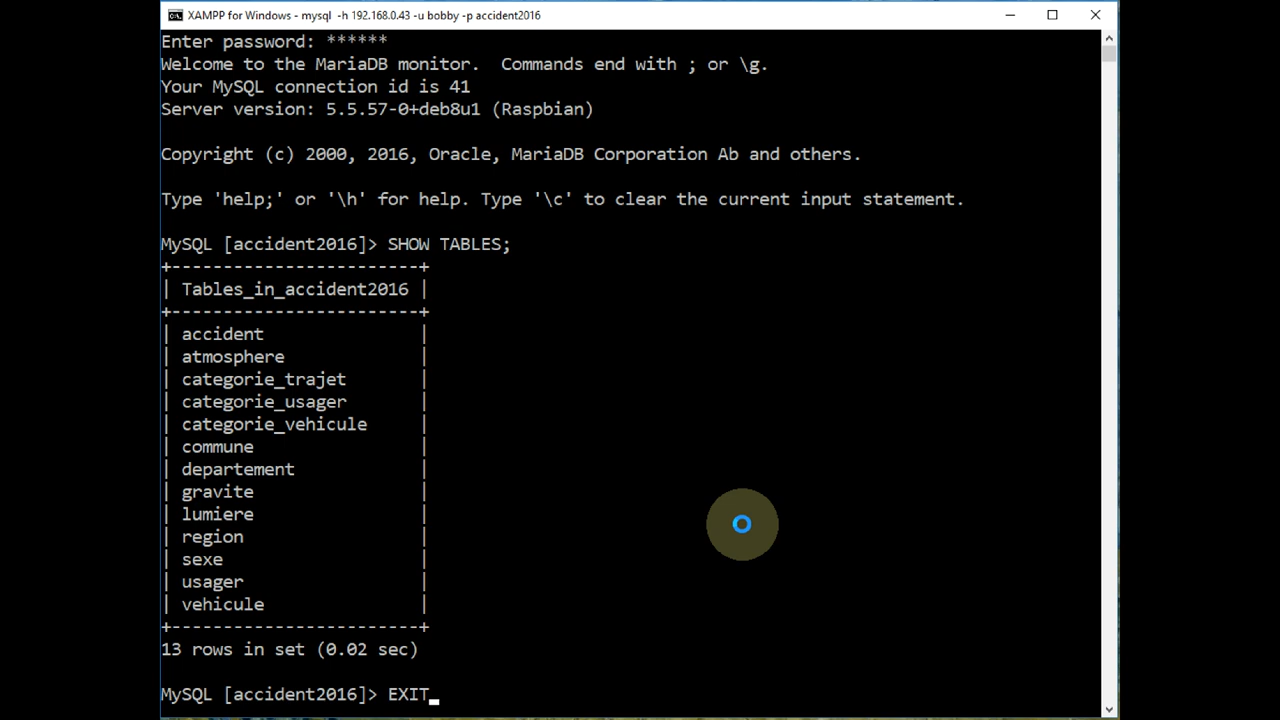 XAMPP for Windows - mysql -h 192.168.0.43 -u bobby -p accident2016
Enter password: ******
Welcome to the MariaDB monitor.  Commands end with ; or \g.
Your MySQL connection id is 41
Server version: 5.5.57-0+deb8u1 (Raspbian)
Copyright (c) 2000, 2016, Oracle, MariaDB Corporation Ab and others.
Type 'help;' or '\h' for help. Type '\c' to clear the current input statement.
MySQL [accident2016]> SHOW TABLES;
+------------------------+
| Tables_in_accident2016 |
+------------------------+
| accident               |
| atmosphere             |
| categorie_trajet       |
| categorie_usager       |
| categorie_vehicule     |
| commune                |
| departement            |
| gravite                |
| lumiere                |
| region                 |
| sexe                   |
| usager                 |
| vehicule               |
+------------------------+
13 rows in set (0.02 sec)
MySQL [accident2016]> EXIT_